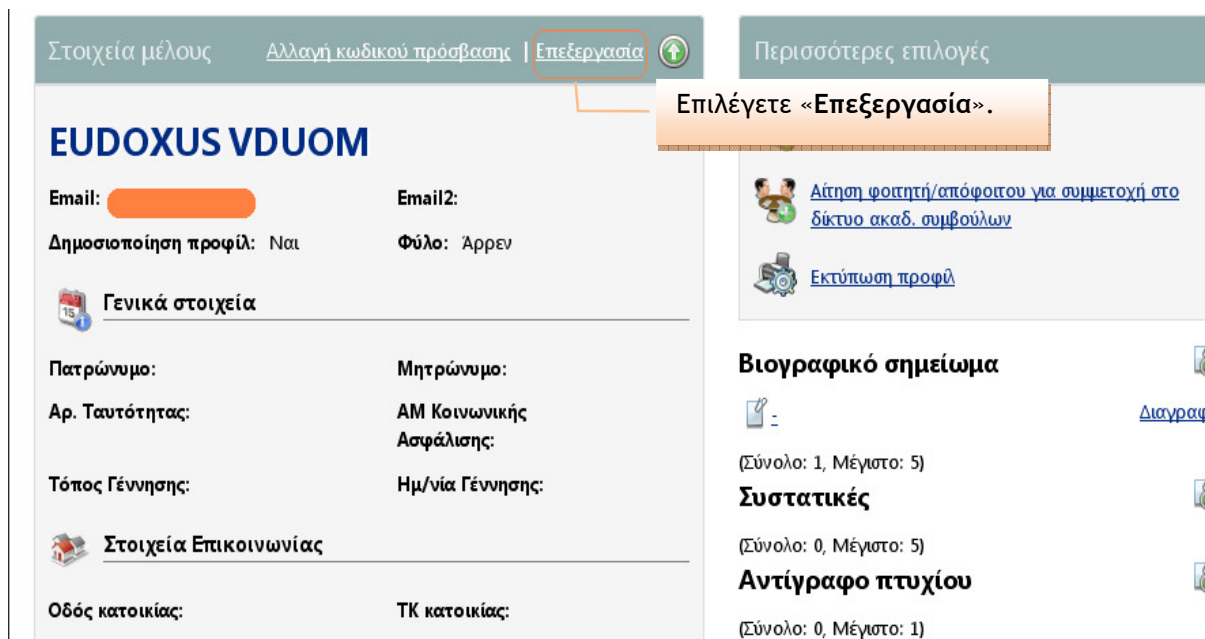 Στοιχεία μέλους
Αλλαγή κωδικού πρόσβασης | Επεξεργασία
Περισσότερες επιλογές
Επιλέγετε «Επεξεργασία».
EUDOXUS VDUOM
Email:
Email2:
Δημοσιοποίηση προφίλ: Ναι
Φύλο: Άρρεν
Γενικά στοιχεία
15
Πατρώνυμο:
Μητρώνυμο:
Αρ. Ταυτότητας:
ΑΜ Κοινωνικής
Ασφάλισης:
Τόπος Γέννησης:
Ημ/νία Γέννησης:
Στοιχεία Επικοινωνίας
Οδός κατοικίας:
ΤΚ κατοικίας:
Αίτηση φοιτητή/απόφοιτου για συμμετοχή στο
δίκτυο ακαδ. συμβούλων
Εκτύπωση προφίλ
Βιογραφικό σημείωμα
-
(Σύνολο: 1, Μέγιστο: 5)
Συστατικές
(Σύνολο: 0, Μέγιστο: 5)
Αντίγραφο πτυχίου
(Σύνολο: 0, Μέγιστο: 1)